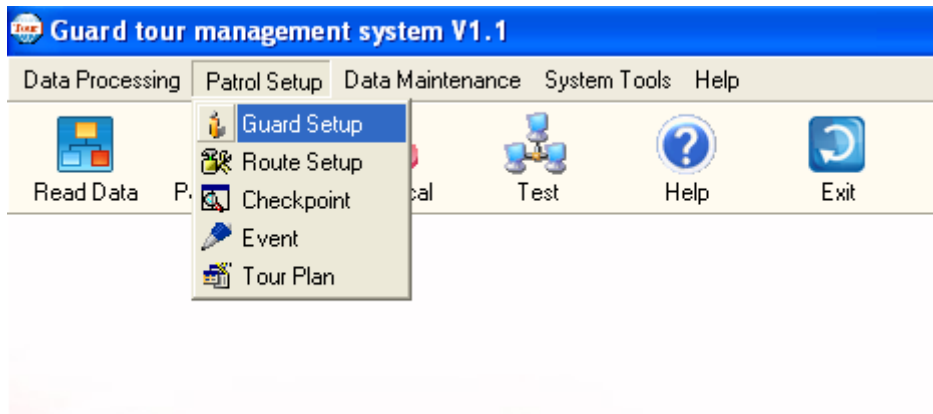 Guard tour management system V1.1
Data Processing Patrol Setup Data Maintenance System Tools Help
Guard Setup
Route Setup
Checkpoint
Event
Tour Plan
Read Data Test Help Exit